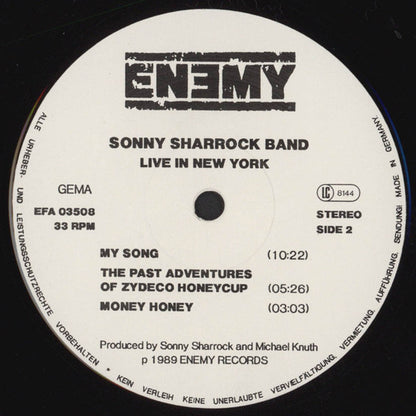 ENEMY
SONNY SHARROCK BAND
LIVE IN NEW YORK
GEMA
LC 8144
EFA 03508
33 RPM
STEREO
SIDE 2
MY SONG (10:22)
THE PAST ADVENTURES
OF ZYDECO HONEYCUP (05:26)
MONEY HONEY (03:03)
Produced by Sonny Sharrock and Michael Knuth
p 1989 ENEMY RECORDS
ALLE URHEBER- UND LEISTUNGSSCHUTZRECHTE VORBEHALTEN * KEIN VERLEIH KEINE UNERLAUBTE VERVIELFÄLTIGUNG, VERMIETUNG, AUFFÜHRUNG, SENDUNG! MADE IN GERMANY